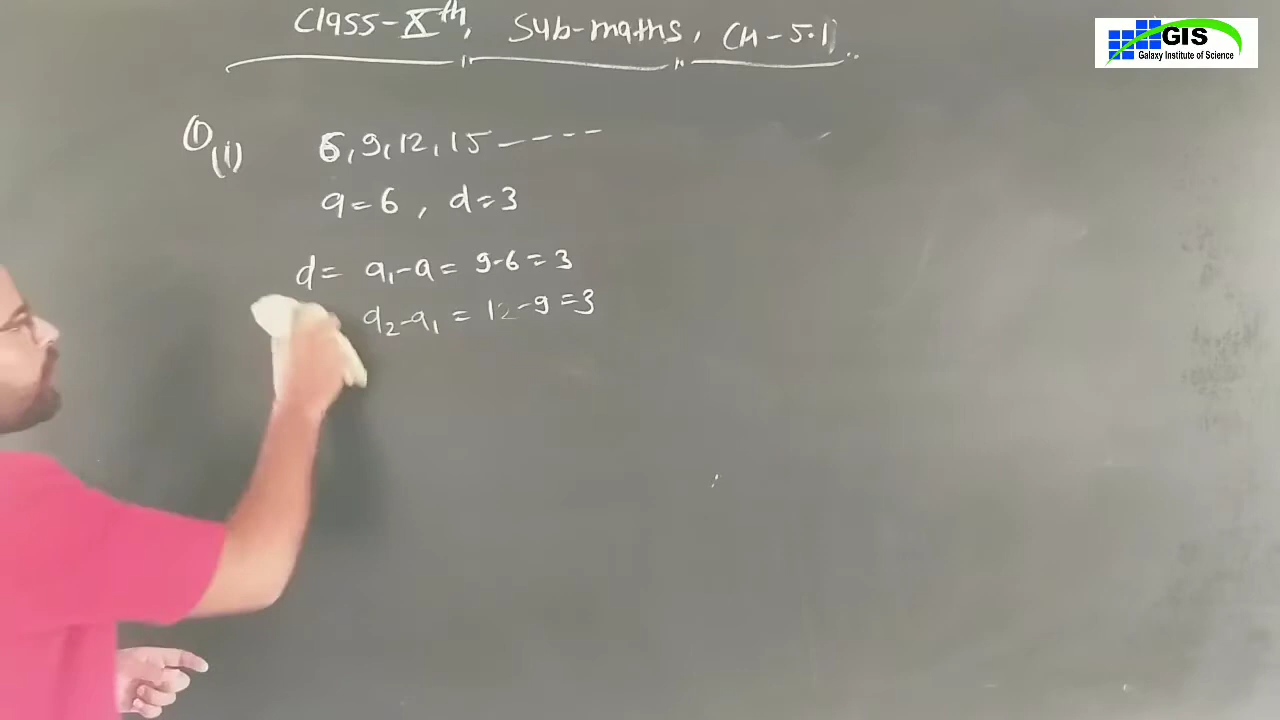 Class-Xth, Sub-maths, CH-5.1
GIS
Galaxy Institute of Science
① (i) 6, 9, 12, 15 -----
a = 6 , d = 3
d = a₁-a = 9-6 = 3
a₂-a₁ = 12-9 = 3